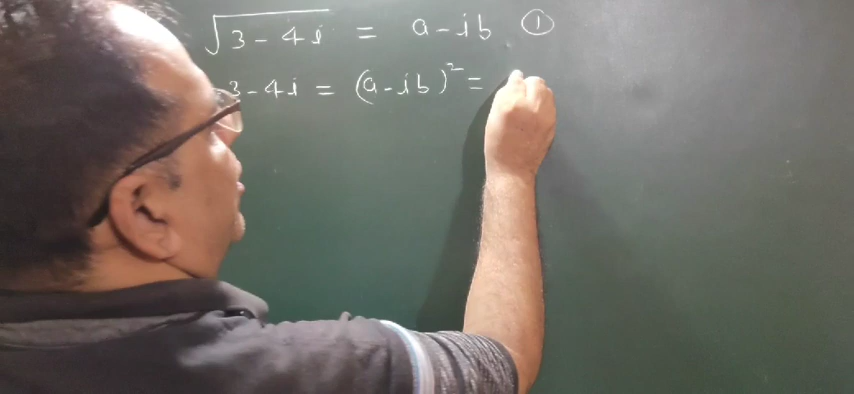 √3-4i = a-ib ①
3-4i = (a-ib)² =